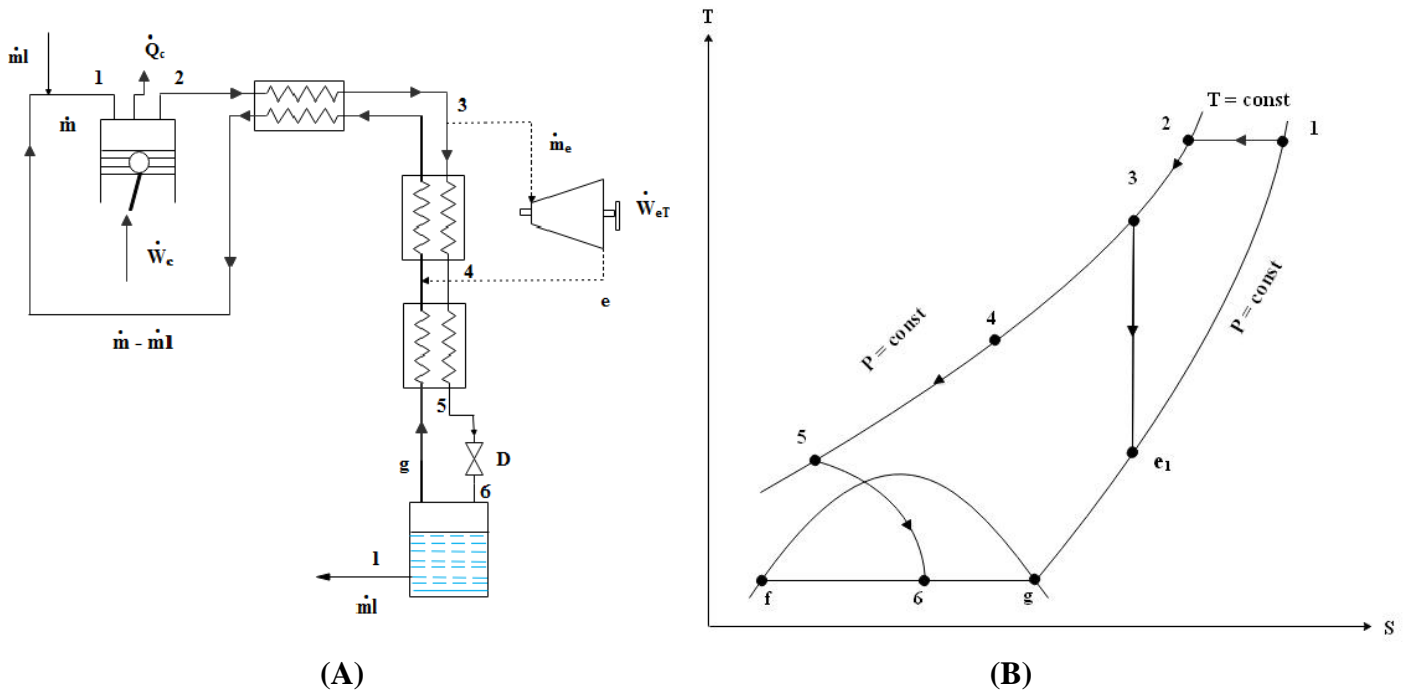 ṁl
1
Q̇c
2
ṁ
3
ṁe
ẆeT
Ẇc
4
e
ṁ - ṁl
5
g
D
6
l
ṁl
(A)
T
T = const
2
1
3
P = const
P = const
4
5
e1
f
6
g
S
(B)